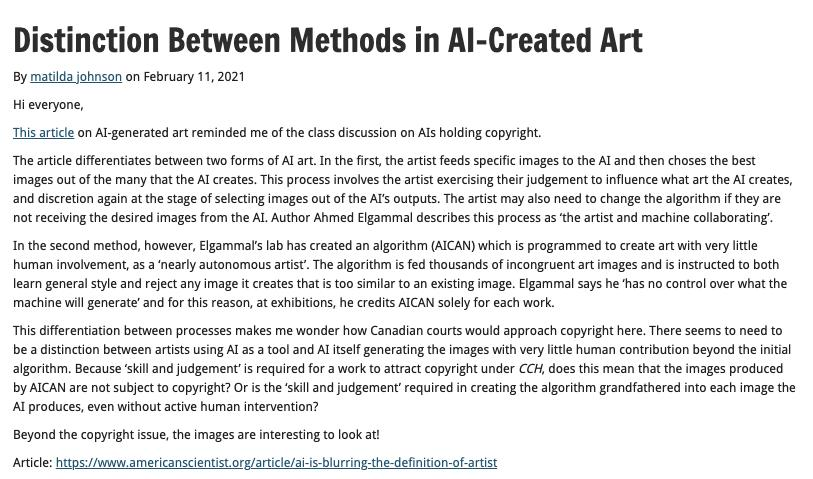 Distinction Between Methods in AI-Created Art
By matilda johnson on February 11, 2021
Hi everyone,
This article on AI-generated art reminded me of the class discussion on AIs holding copyright.
The article differentiates between two forms of AI art. In the first, the artist feeds specific images to the AI and then choses the best
images out of the many that the AI creates. This process involves the artist exercising their judgement to influence what art the AI creates,
and discretion again at the stage of selecting images out of the AI's outputs. The artist may also need to change the algorithm if they are
not receiving the desired images from the AI. Author Ahmed Elgammal describes this process as ‘the artist and machine collaborating’.
In the second method, however, Elgammal’s lab has created an algorithm (AICAN) which is programmed to create art with very little
human involvement, as a ‘nearly autonomous artist’. The algorithm is fed thousands of incongruent art images and is instructed to both
learn general style and reject any image it creates that is too similar to an existing image. Elgammal says he ‘has no control over what the
machine will generate’ and for this reason, at exhibitions, he credits AICAN solely for each work.
This differentiation between processes makes me wonder how Canadian courts would approach copyright here. There seems to need to
be a distinction between artists using AI as a tool and AI itself generating the images with very little human contribution beyond the initial
algorithm. Because ‘skill and judgement’ is required for a work to attract copyright under CCH, does this mean that the images produced
by AICAN are not subject to copyright? Or is the ‘skill and judgement’ required in creating the algorithm grandfathered into each image the
AI produces, even without active human intervention?
Beyond the copyright issue, the images are interesting to look at!
Article: https://www.americanscientist.org/article/ai-is-blurring-the-definition-of-artist